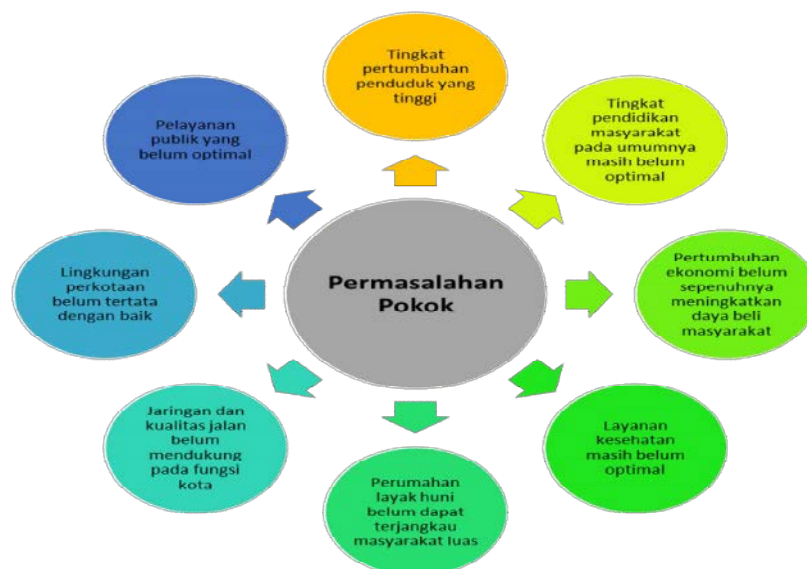 Permasalahan
Pokok
Tingkat
pertumbuhan
penduduk yang
tinggi
Tingkat
pendidikan
masyarakat
pada umumnya
masih belum
optimal
Pertumbuhan
ekonomi belum
sepenuhnya
meningkatkan
daya beli
masyarakat
Layanan
kesehatan
masih belum
optimal
Perumahan
layak huni
belum dapat
terjangkau
masyarakat luas
Jaringan dan
kualitas jalan
belum
mendukung
pada fungsi
kota
Lingkungan
perkotaan
belum tertata
dengan baik
Pelayanan
publik yang
belum optimal